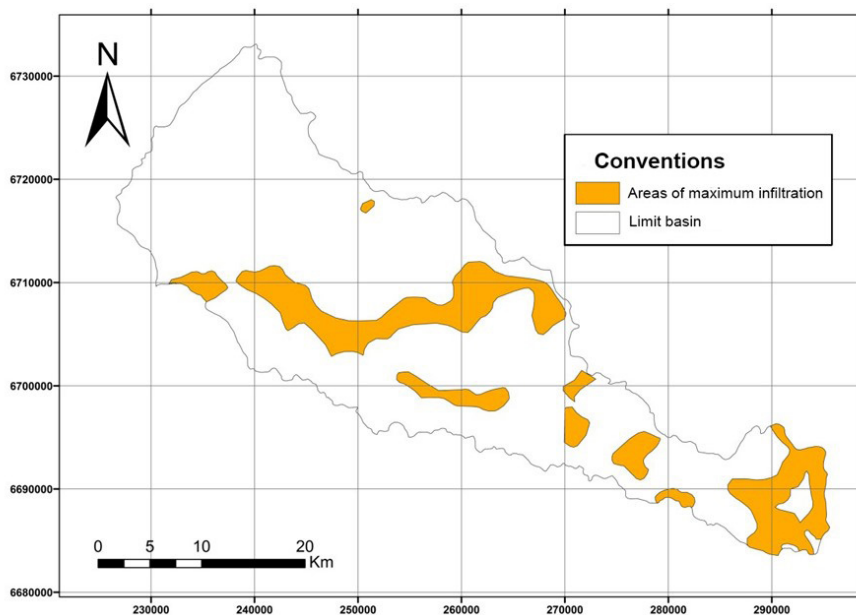 N
6730000
6720000
6710000
6700000
6690000
6680000
Conventions
Areas of maximum infiltration
Limit basin
0 5 10 20
Km
230000 240000 250000 260000 270000 280000 290000